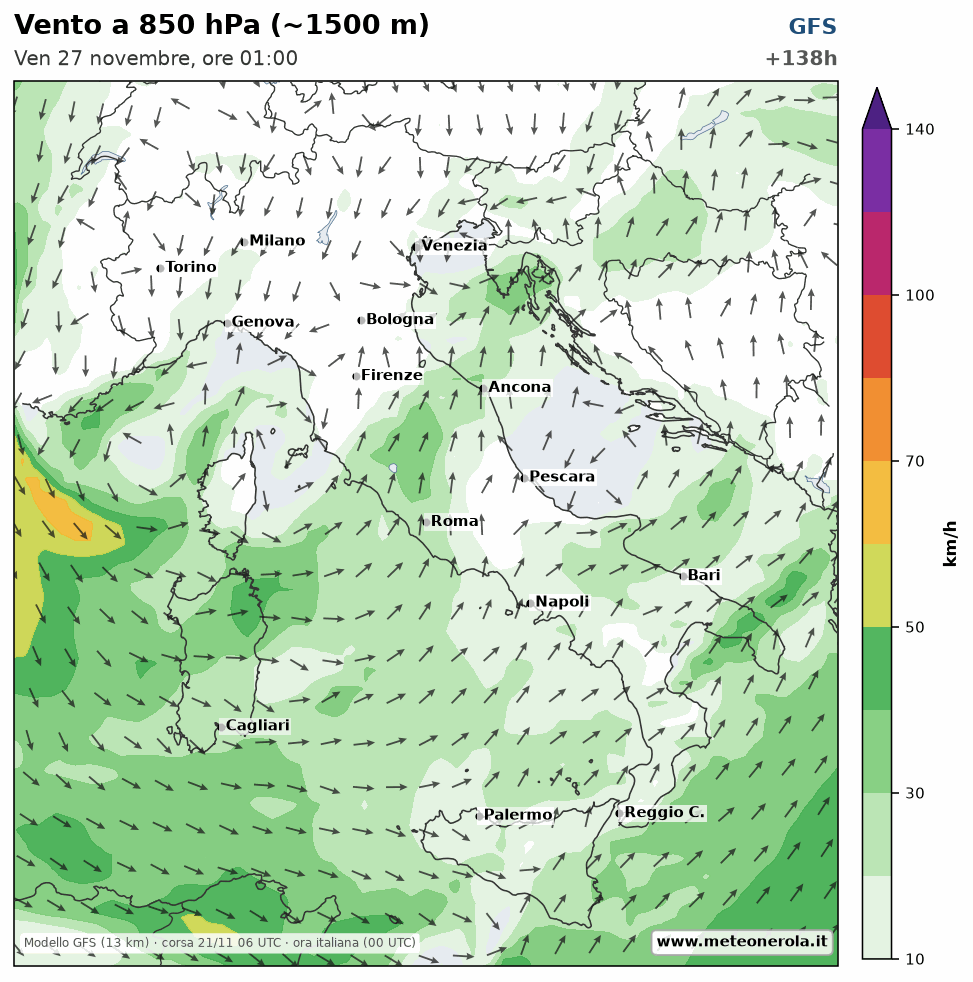 Vento a 850 hPa (~1500 m)
GFS
Ven 27 novembre, ore 01:00
+138h
Milano
Venezia
Torino
Genova
Bologna
Firenze
Ancona
Pescara
Roma
Bari
Napoli
Cagliari
Palermo
Reggio C.
140
100
70
50
30
10
km/h
Modello GFS (13 km) · corsa 21/11 06 UTC · ora italiana (00 UTC)
www.meteonerola.it